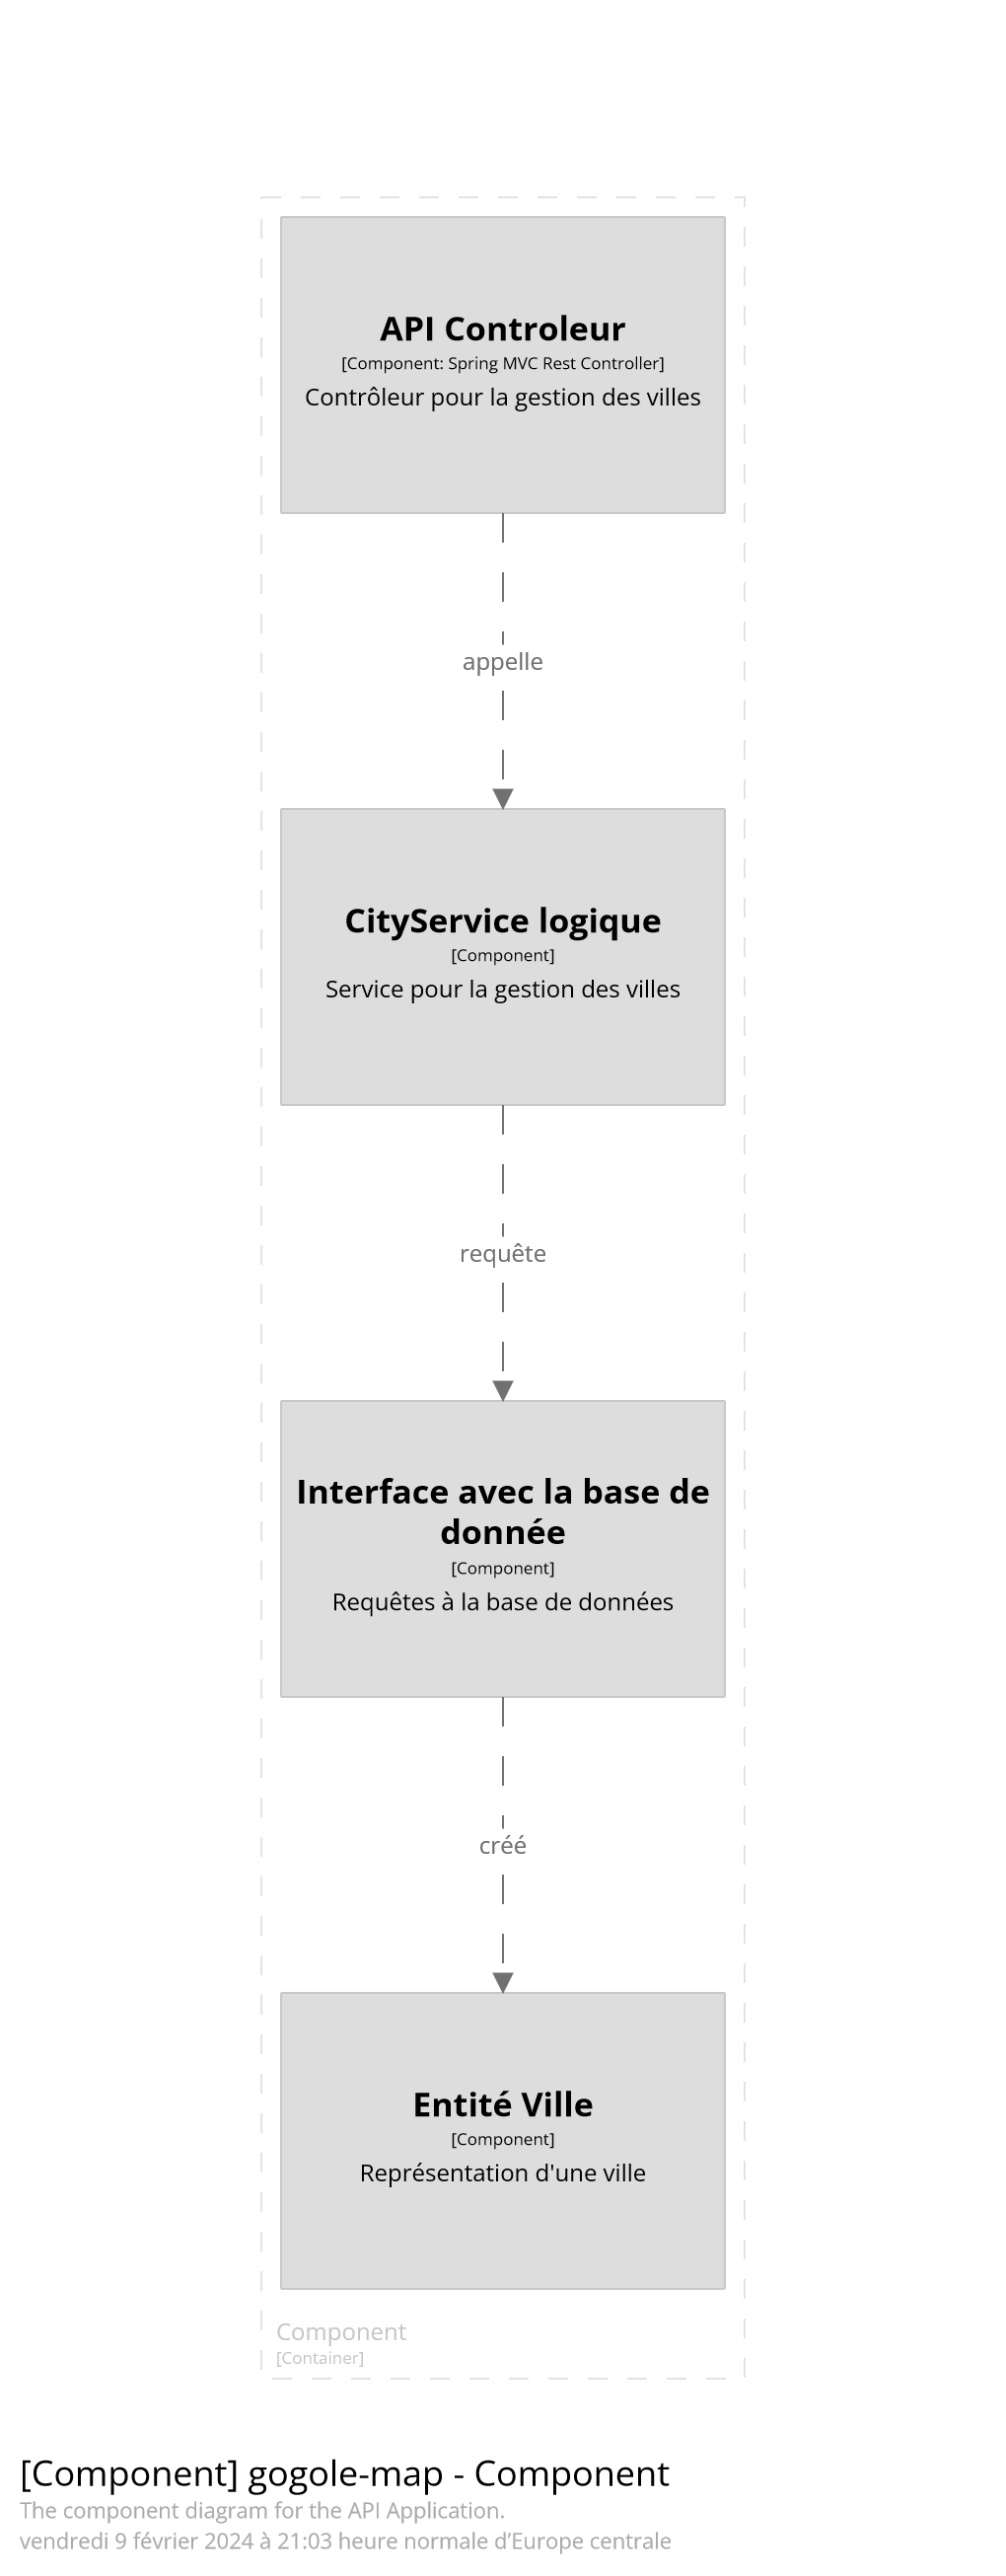 API Controleur
[Component: Spring MVC Rest Controller]
Contrôleur pour la gestion des villes
appelle
CityService logique
[Component]
Service pour la gestion des villes
requête
Interface avec la base de
donnée
[Component]
Requêtes à la base de données
créé
Entité Ville
[Component]
Représentation d'une ville
Component
[Container]
[Component] gogole-map - Component
The component diagram for the API Application.
vendredi 9 février 2024 à 21:03 heure normale d’Europe centrale